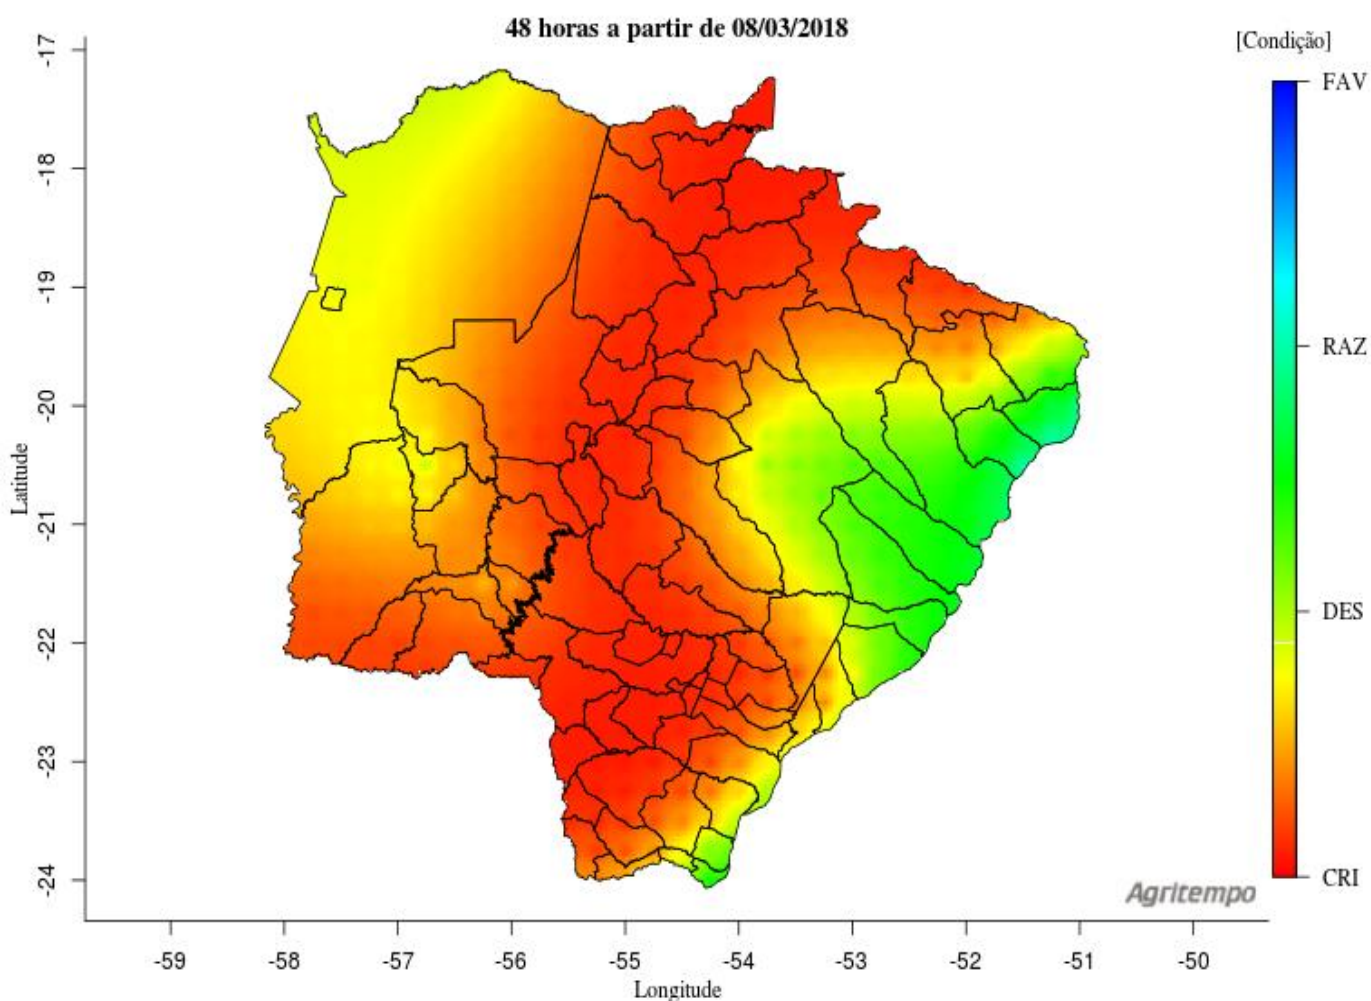 48 horas a partir de 08/03/2018
[Condição]
FAV
RAZ
DES
CRI
Latitude
-17
-18
-19
-20
-21
-22
-23
-24
Agritempo
-59 -58 -57 -56 -55 -54 -53 -52 -51 -50
Longitude